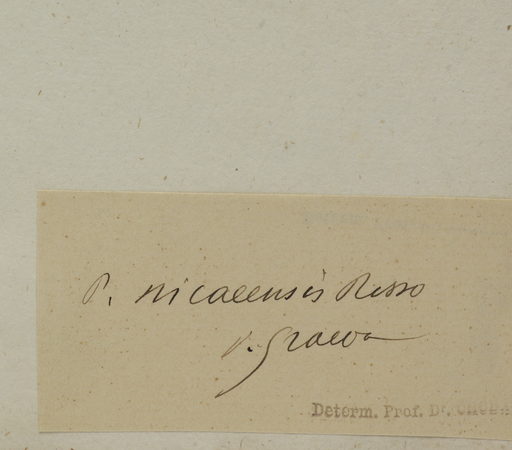 P. nicaeensis Risso
v. graeca
Determ. Prof. Dr.